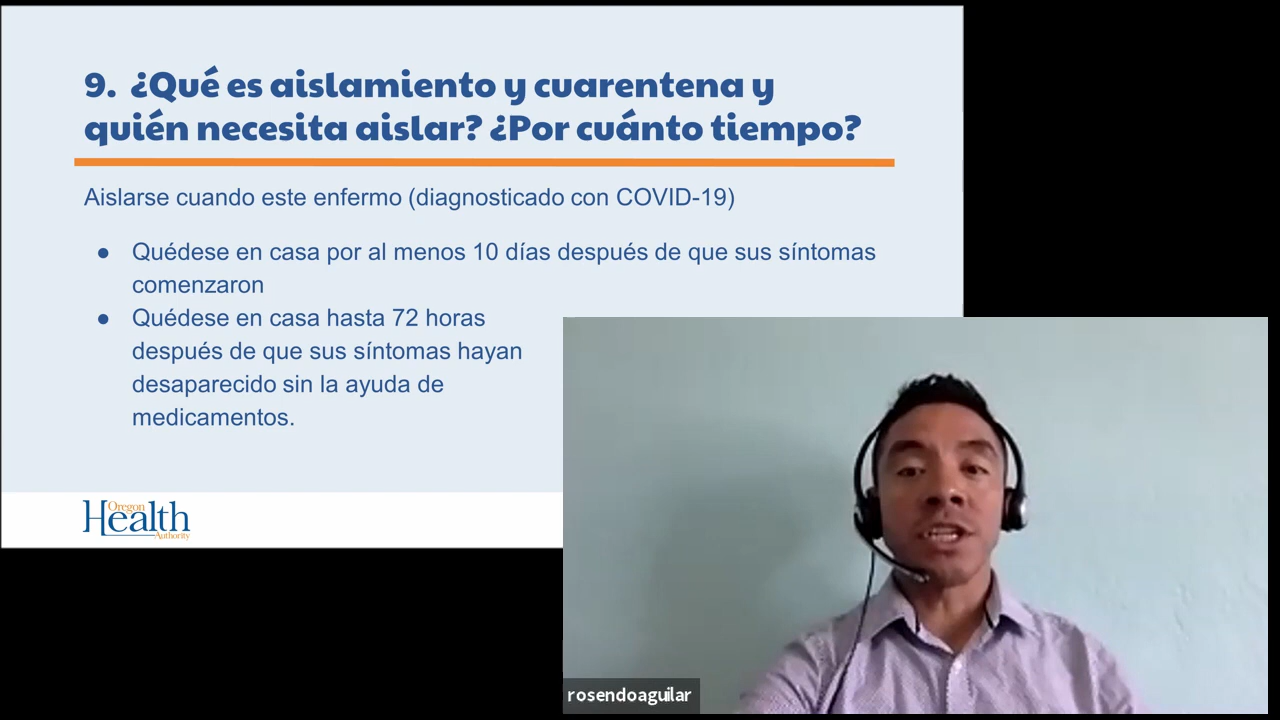 9. ¿Qué es aislamiento y cuarentena y
quién necesita aislar? ¿Por cuánto tiempo?
Aislarse cuando este enfermo (diagnosticado con COVID-19)
● Quédese en casa por al menos 10 días después de que sus síntomas
comenzaron
● Quédese en casa hasta 72 horas
después de que sus síntomas hayan
desaparecido sin la ayuda de
medicamentos.
Oregon
Health
Authority
rosendoaguilar